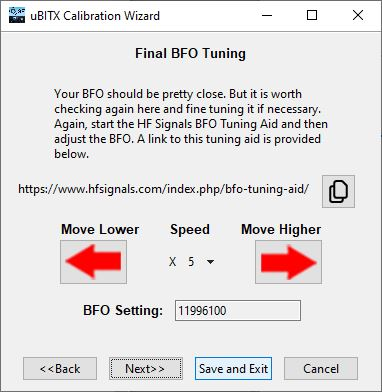 uBITX Calibration Wizard
Final BFO Tuning
Your BFO should be pretty close. But it is worth
checking again here and fine tuning it if necessary.
Again, start the HF Signals BFO Tuning Aid and then
adjust the BFO. A link to this tuning aid is provided
below.
https://www.hfsignals.com/index.php/bfo-tuning-aid/
Move Lower Speed Move Higher
X 5
BFO Setting: 11996100
<<Back Next>> Save and Exit Cancel